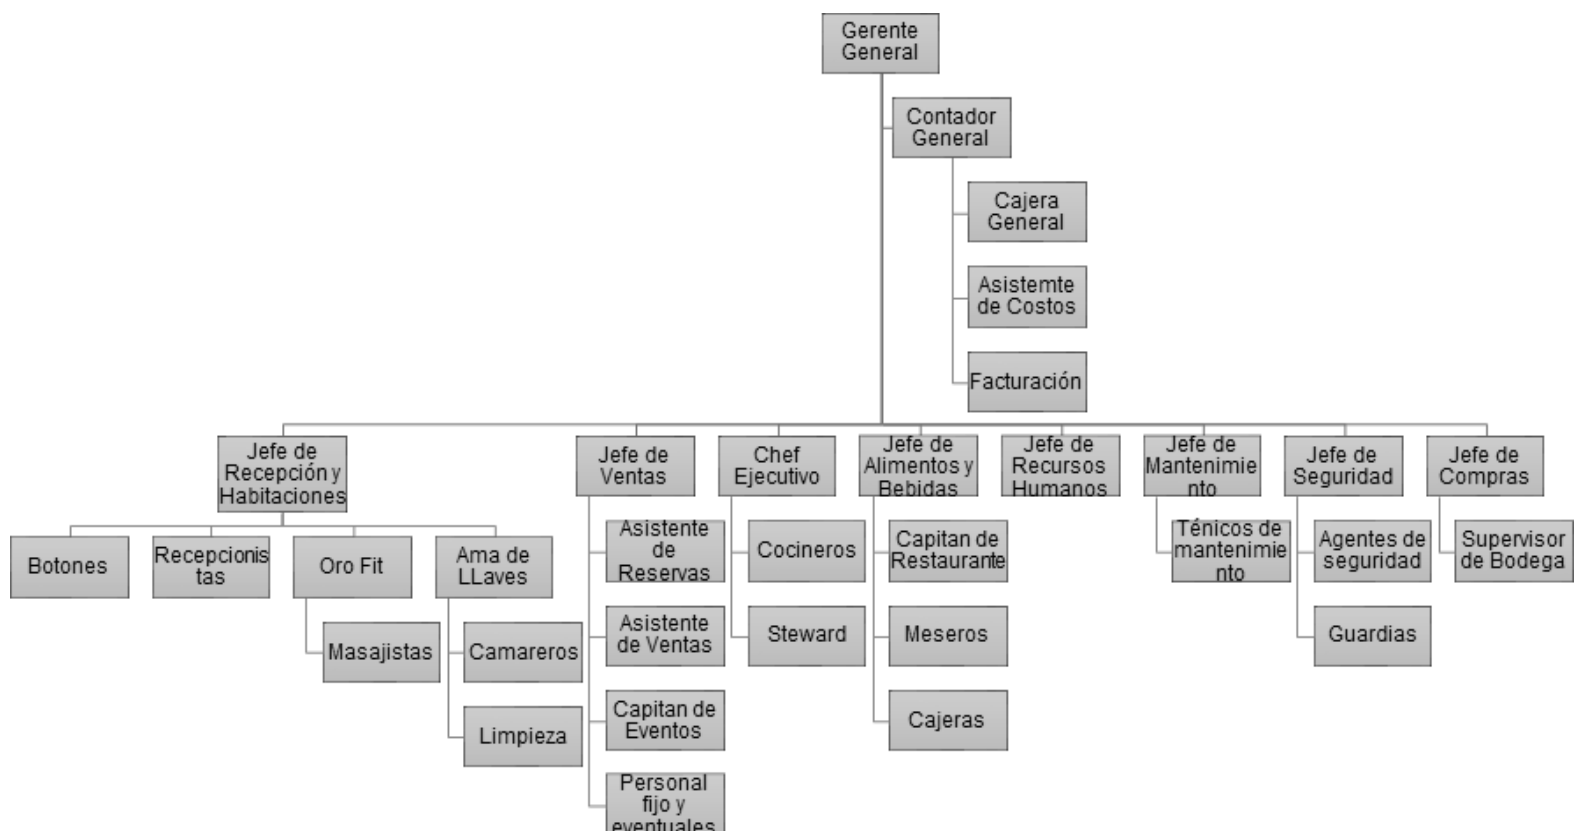 Gerente
General
Contador
General
Cajera
General
Asistemte
de Costos
Facturación
Jefe de
Recepción y
Habitaciones
Jefe de
Ventas
Chef
Ejecutivo
Jefe de
Alimentos y
Bebidas
Jefe de
Recursos
Humanos
Jefe de
Mantenimie
nto
Jefe de
Seguridad
Jefe de
Compras
Botones
Recepcionis
tas
Oro Fit
Ama de
LLaves
Masajistas
Camareros
Limpieza
Asistente
de
Reservas
Asistente
de Ventas
Capitan de
Eventos
Personal
fijo y
eventuales
Cocineros
Steward
Capitan de
Restaurante
Meseros
Cajeras
Ténicos de
mantenimie
nto
Agentes de
seguridad
Guardias
Supervisor
de Bodega